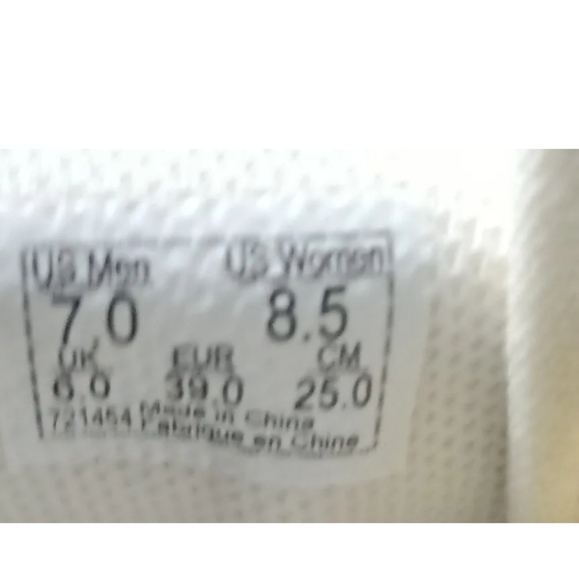 US Men US Women
7.0 8.5
UK EUR CM
6.0 39.0 25.0
721454 Made in China
Fabrique en Chine